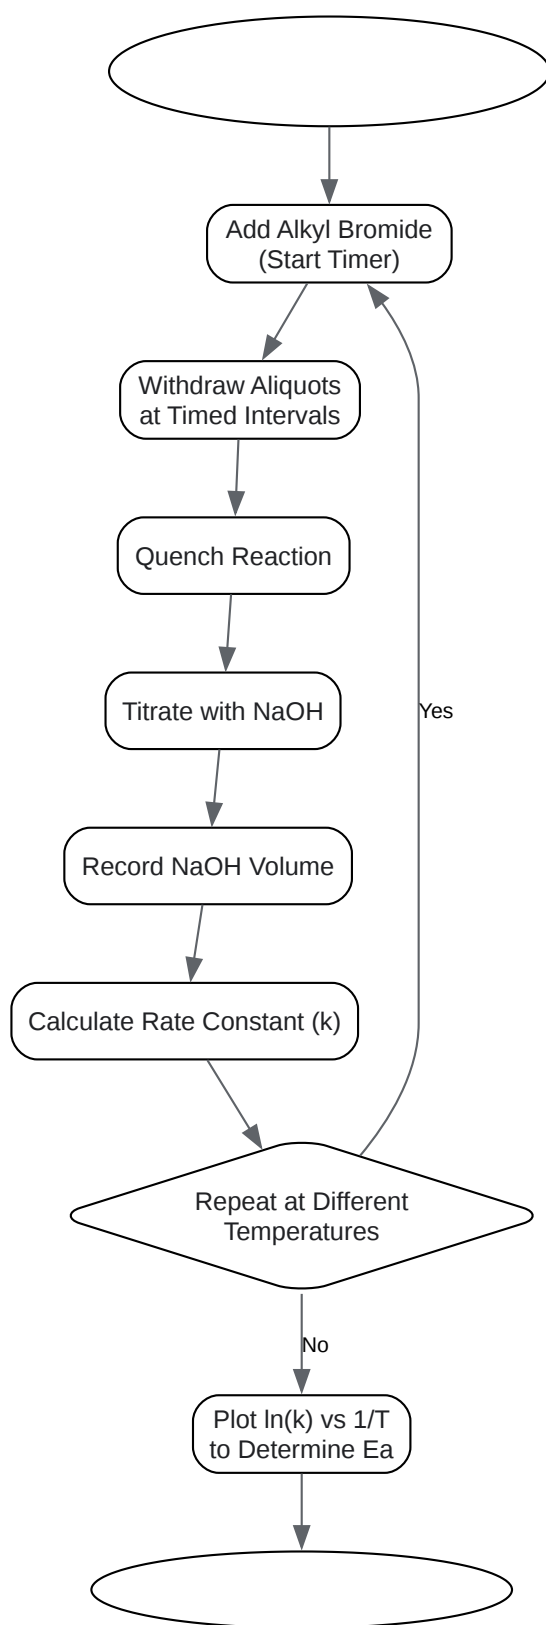 Add Alkyl Bromide
(Start Timer)
Withdraw Aliquots
at Timed Intervals
Quench Reaction
Titrate with NaOH
Yes
Record NaOH Volume
Calculate Rate Constant (k)
Repeat at Different
Temperatures
No
Plot ln(k) vs 1/T
to Determine Ea